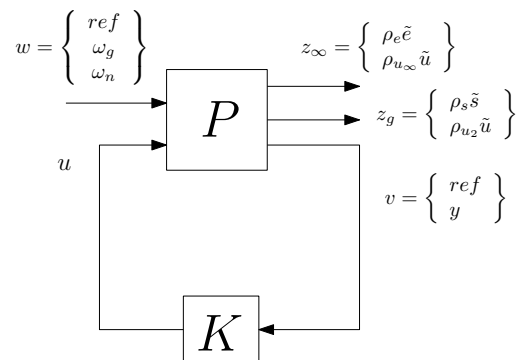 w = { ref ω_g ω_n }
z_∞ = { ρ_e ẽ ρ_{u_∞} ũ }
P
z_g = { ρ_s s̃ ρ_{u_2} ũ }
u
v = { ref y }
K